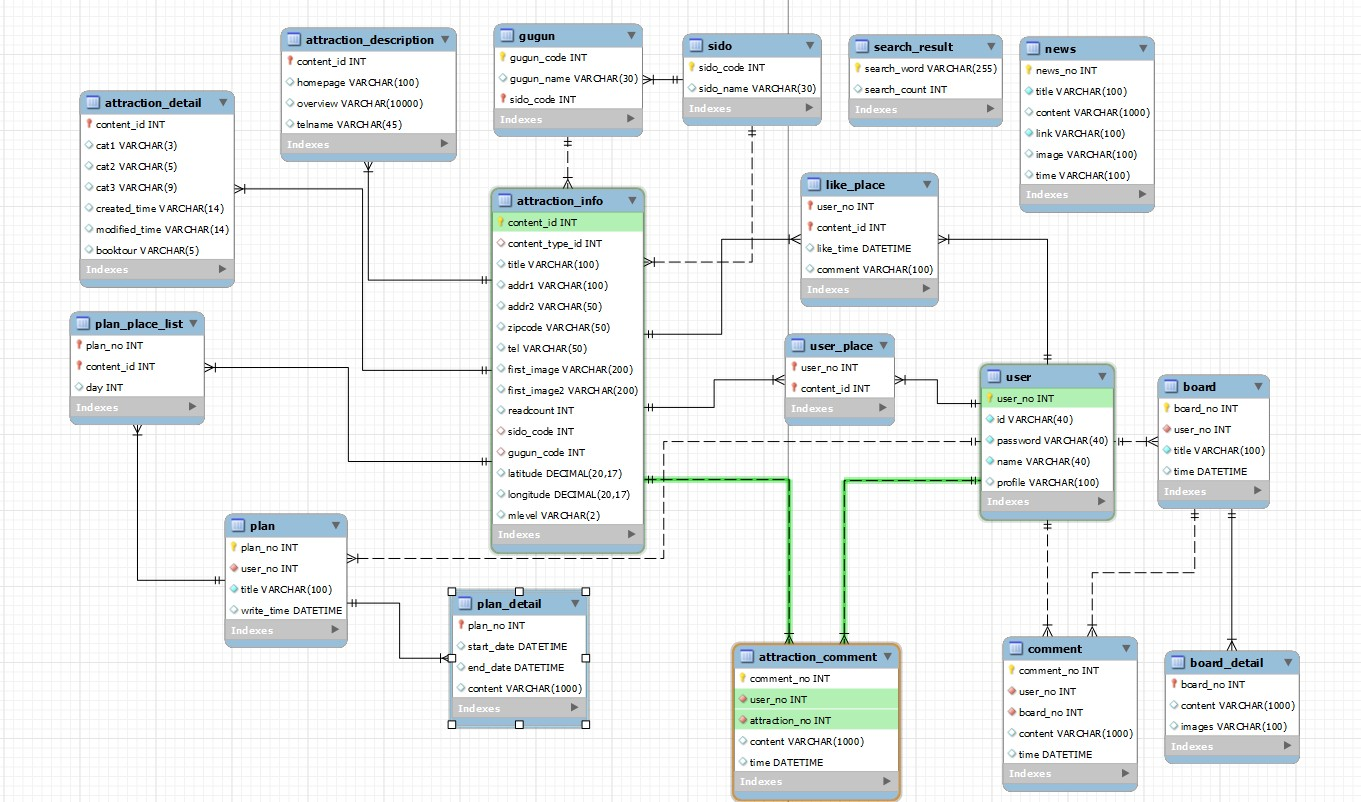 attraction_description
content_id INT
homepage VARCHAR(100)
overview VARCHAR(10000)
telname VARCHAR(45)
Indexes
gugun
gugun_code INT
gugun_name VARCHAR(30)
sido_code INT
Indexes
sido
sido_code INT
sido_name VARCHAR(30)
Indexes
search_result
search_word VARCHAR(255)
search_count INT
Indexes
news
news_no INT
title VARCHAR(100)
content VARCHAR(1000)
link VARCHAR(100)
image VARCHAR(100)
time VARCHAR(100)
Indexes
attraction_detail
content_id INT
cat1 VARCHAR(3)
cat2 VARCHAR(5)
cat3 VARCHAR(9)
created_time VARCHAR(14)
modified_time VARCHAR(14)
booktour VARCHAR(5)
Indexes
attraction_info
content_id INT
content_type_id INT
title VARCHAR(100)
addr1 VARCHAR(100)
addr2 VARCHAR(50)
zipcode VARCHAR(50)
tel VARCHAR(50)
first_image VARCHAR(200)
first_image2 VARCHAR(200)
readcount INT
sido_code INT
gugun_code INT
latitude DECIMAL(20,17)
longitude DECIMAL(20,17)
mlevel VARCHAR(2)
Indexes
like_place
user_no INT
content_id INT
like_time DATETIME
comment VARCHAR(100)
Indexes
plan_place_list
plan_no INT
content_id INT
day INT
Indexes
user_place
user_no INT
content_id INT
Indexes
user
user_no INT
id VARCHAR(40)
password VARCHAR(40)
name VARCHAR(40)
profile VARCHAR(100)
Indexes
board
board_no INT
user_no INT
title VARCHAR(100)
time DATETIME
Indexes
plan
plan_no INT
user_no INT
title VARCHAR(100)
write_time DATETIME
Indexes
plan_detail
plan_no INT
start_date DATETIME
end_date DATETIME
content VARCHAR(1000)
Indexes
attraction_comment
comment_no INT
user_no INT
attraction_no INT
content VARCHAR(1000)
time DATETIME
Indexes
comment
comment_no INT
user_no INT
board_no INT
content VARCHAR(1000)
time DATETIME
Indexes
board_detail
board_no INT
content VARCHAR(1000)
images VARCHAR(100)
Indexes